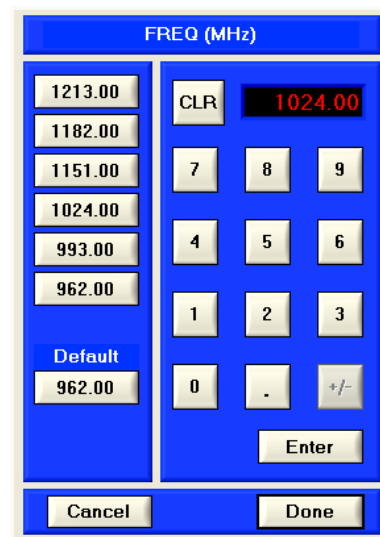 FREQ (MHz)
1213.00
1182.00
1151.00
1024.00
993.00
962.00
Default
962.00
CLR 1024.00
7 8 9
4 5 6
1 2 3
0 . +/-
Enter
Cancel Done